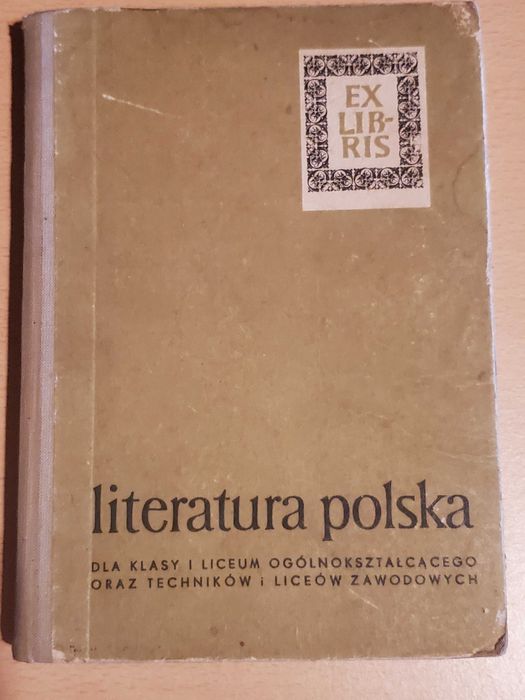 EX
LIB-
RIS
literatura polska
DLA KLASY I LICEUM OGÓLNOKSZTAŁCĄCEGO
ORAZ TECHNIKÓW i LICEÓW ZAWODOWYCH